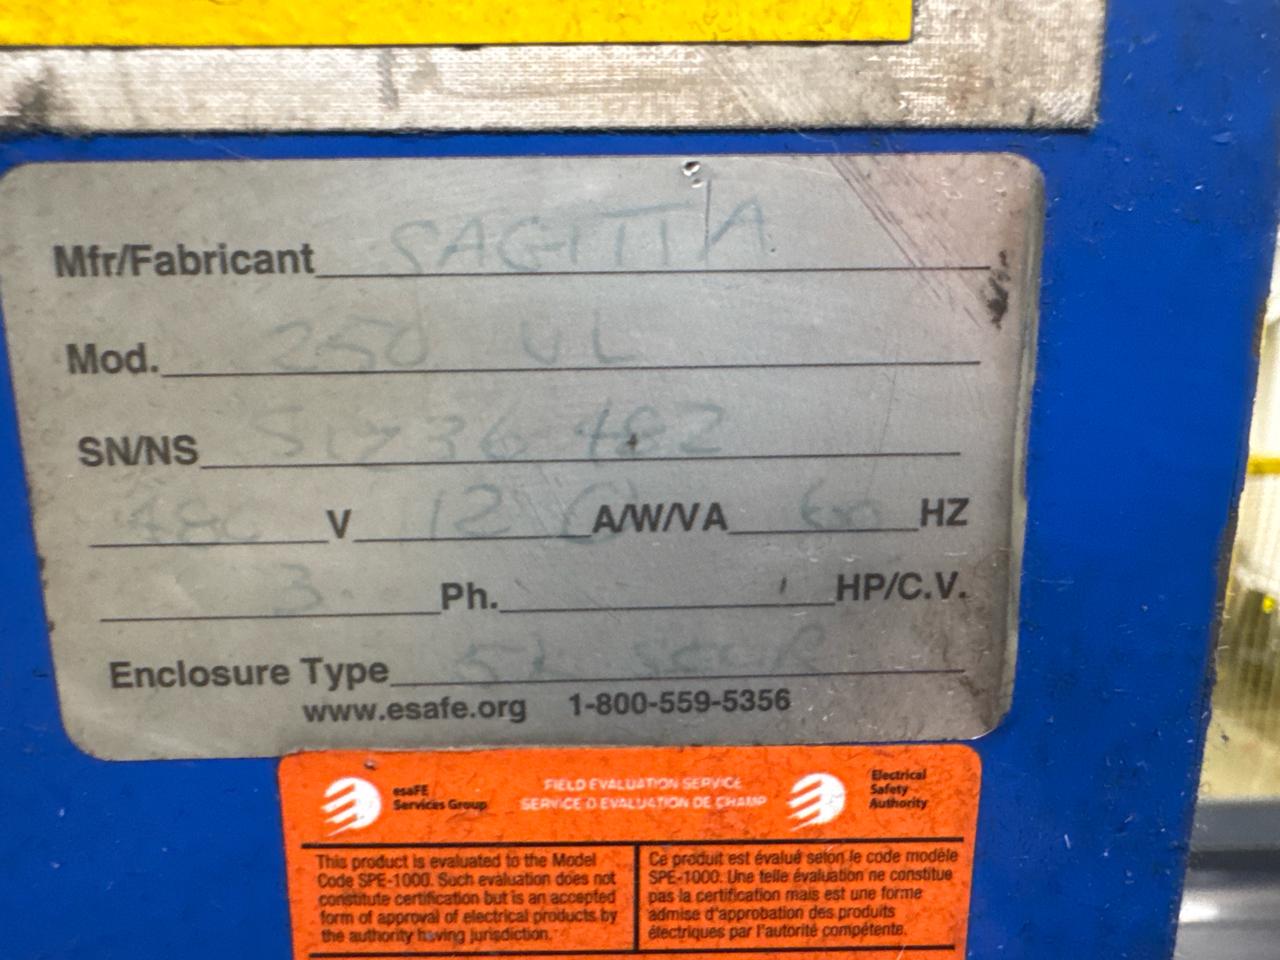 Mfr/Fabricant SAGITTA
Mod. 250 UL
SN/NS 51736482
480 V 12 A/W/VA 60 HZ
3 Ph. HP/C.V.
Enclosure Type
www.esafe.org 1-800-559-5356
esaFE
Services Group
FIELD EVALUATION SERVICE
SERVICE D'EVALUATION DE CHAMP
Electrical
Safety
Authority
This product is evaluated to the Model
Code SPE-1000. Such evaluation does not
constitute certification but is an accepted
form of approval of electrical products by
the authority having jurisdiction.
Ce produit est évalué selon le code modèle
SPE-1000. Une telle évaluation ne constitue
pas la certification mais est une forme
admise d'approbation des produits
électriques par l'autorité compétente.